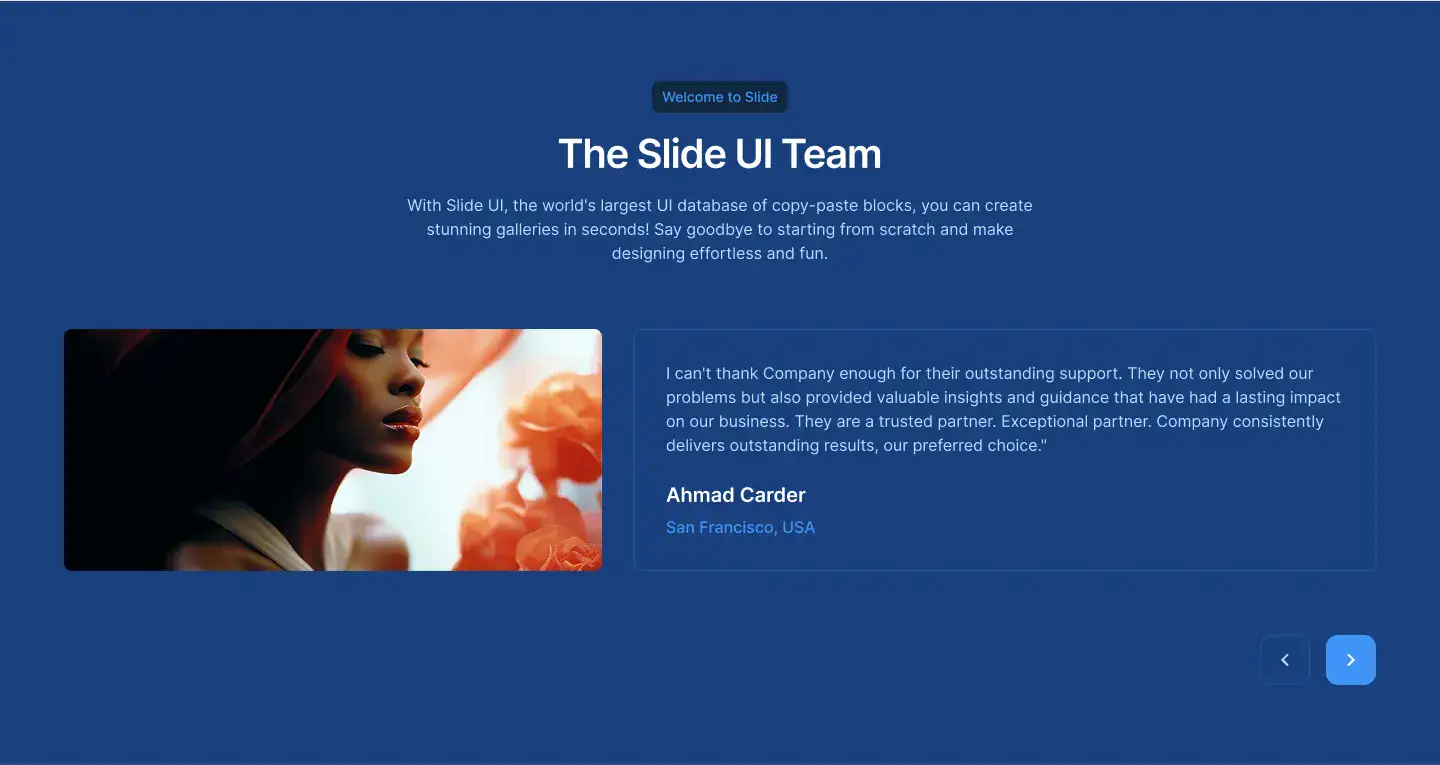 Welcome to Slide
The Slide UI Team
With Slide UI, the world's largest UI database of copy-paste blocks, you can create
stunning galleries in seconds! Say goodbye to starting from scratch and make
designing effortless and fun.
I can't thank Company enough for their outstanding support. They not only solved our
problems but also provided valuable insights and guidance that have had a lasting impact
on our business. They are a trusted partner. Exceptional partner. Company consistently
delivers outstanding results, our preferred choice."
Ahmad Carder
San Francisco, USA